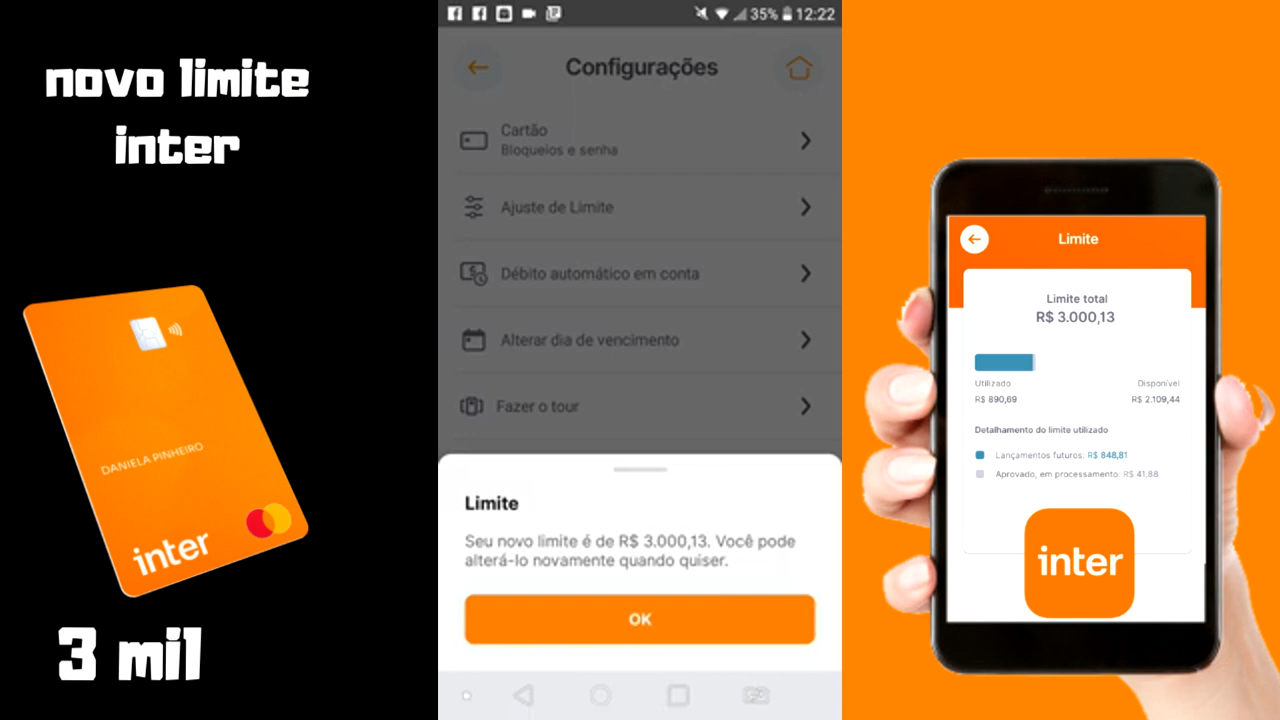 novo limite
inter
DANIELA PINHEIRO
inter
3 mil
35% 12:22
Configurações
Cartão
Bloqueios e senha
Ajuste de Limite
Débito automático em conta
Alterar dia de vencimento
Fazer o tour
Limite
Seu novo limite é de R$ 3.000,13. Você pode
alterá-lo novamente quando quiser.
OK
Limite
Limite total
R$ 3.000,13
Utilizado Disponível
R$ 890,69 R$ 2.109,44
Detalhamento do limite utilizado
Lançamentos futuros: R$ 848,81
Aprovado, em processamento: R$ 41,88
inter